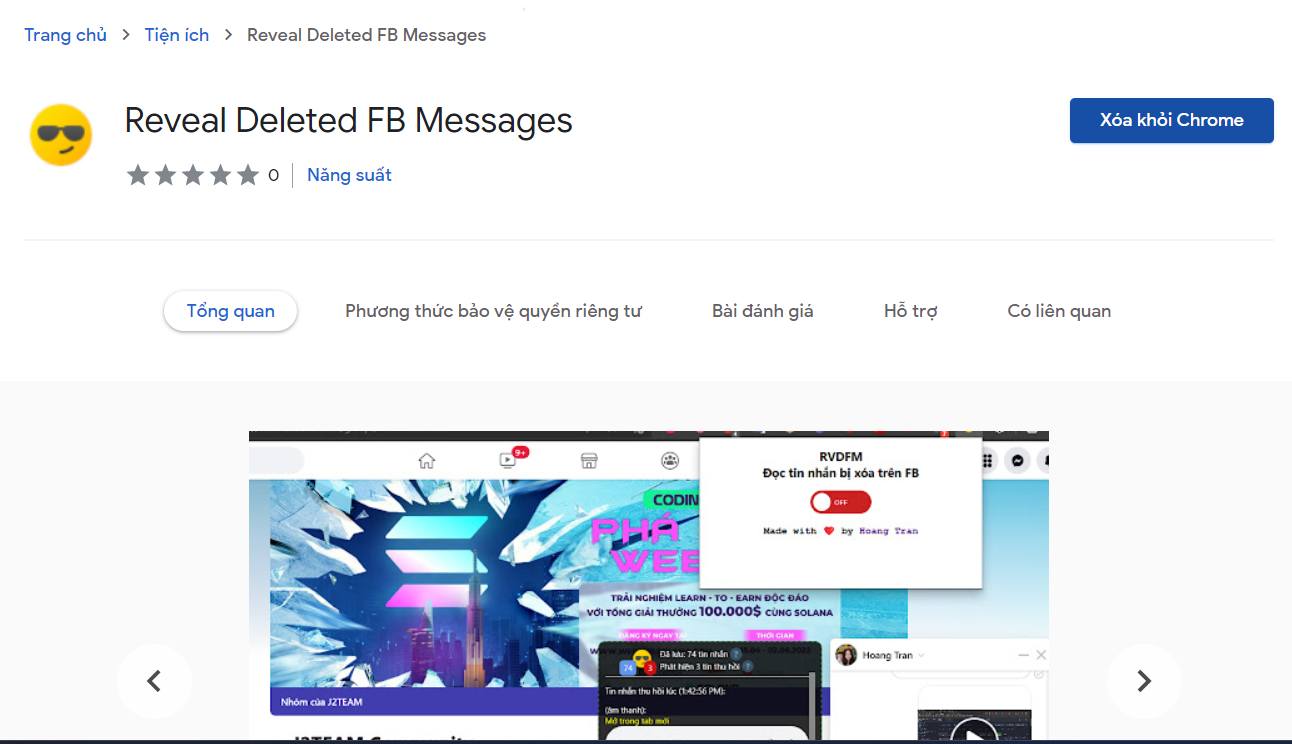 Trang chủ > Tiện ích > Reveal Deleted FB Messages
Reveal Deleted FB Messages
Xóa khỏi Chrome
0
Năng suất
Tổng quan
Phương thức bảo vệ quyền riêng tư
Bài đánh giá
Hỗ trợ
Có liên quan
9+
RVDFM
Đọc tin nhắn bị xóa trên FB
OFF
Made with ❤ by Hoang Tran
CODIN
PHÁ
WEE
TRẢI NGHIỆM LEARN - TO - EARN ĐỘC ĐÁO
VỚI TỔNG GIẢI THƯỞNG 100.000$ CÙNG SOLANA
ĐĂNG KÝ NGAY TẠI
THỜI GIAN
74
3
Đã lưu: 74 tin nhắn ?
Phát hiện 3 tin thu hồi ?
Tin nhắn thu hồi lúc (1:42:56 PM):
(âm thanh):
Mở trong tab mới
Hoang Tran
Nhóm của J2TEAM
J2TEAM Community